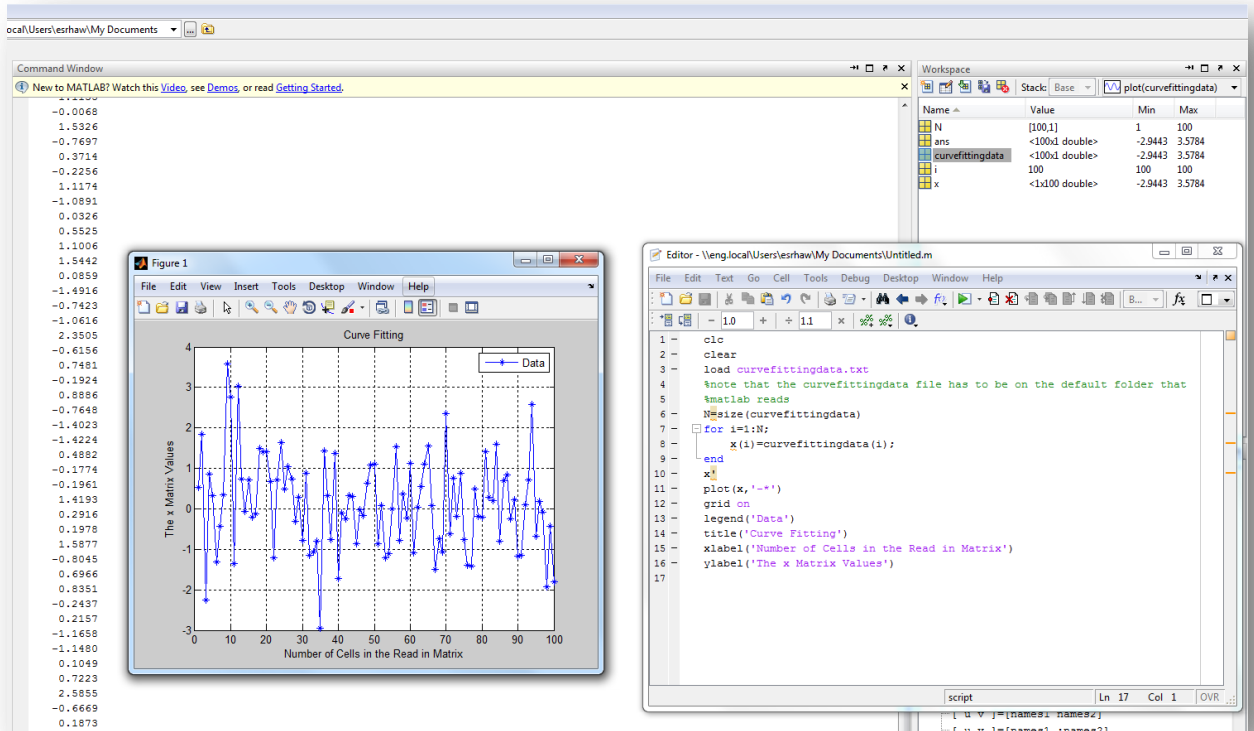 ocal\Users\esrhaw\My Documents ...
Command Window
New to MATLAB? Watch this Video, see Demos, or read Getting Started.
-0.0068
1.5326
-0.7697
0.3714
-0.2256
1.1174
-1.0891
0.0326
0.5525
1.1006
1.5442
0.0859
-1.4916
-0.7423
-1.0616
2.3505
-0.6156
0.7481
-0.1924
0.8886
-0.7648
-1.4023
-1.4224
0.4882
-0.1774
-0.1961
1.4193
0.2916
0.1978
1.5877
-0.8045
0.6966
0.8351
-0.2437
0.2157
-1.1658
-1.1480
0.1049
0.7223
2.5855
-0.6669
0.1873
Figure 1
File Edit View Insert Tools Desktop Window Help
Curve Fitting
Data
4
3
2
1
0
-1
-2
-3
The x Matrix Values
0 10 20 30 40 50 60 70 80 90 100
Number of Cells in the Read in Matrix
Workspace
Stack: Base plot(curvefittingdata)
Name Value Min Max
N [100,1] 1 100
ans <100x1 double> -2.9443 3.5784
curvefittingdata <100x1 double> -2.9443 3.5784
i 100 100 100
x <1x100 double> -2.9443 3.5784
Editor - \\eng.local\Users\esrhaw\My Documents\Untitled.m
File Edit Text Go Cell Tools Debug Desktop Window Help
B... fx
- 1.0 + ÷ 1.1 ×
1 - clc
2 - clear
3 - load curvefittingdata.txt
4 %note that the curvefittingdata file has to be on the default folder that
5 %matlab reads
6 - N=size(curvefittingdata)
7 - for i=1:N;
8 - x(i)=curvefittingdata(i);
9 - end
10 - x'
11 - plot(x,'-*')
12 - grid on
13 - legend('Data')
14 - title('Curve Fitting')
15 - xlabel('Number of Cells in the Read in Matrix')
16 - ylabel('The x Matrix Values')
17
script Ln 17 Col 1 OVR
[ u v ]=[names1 names2]